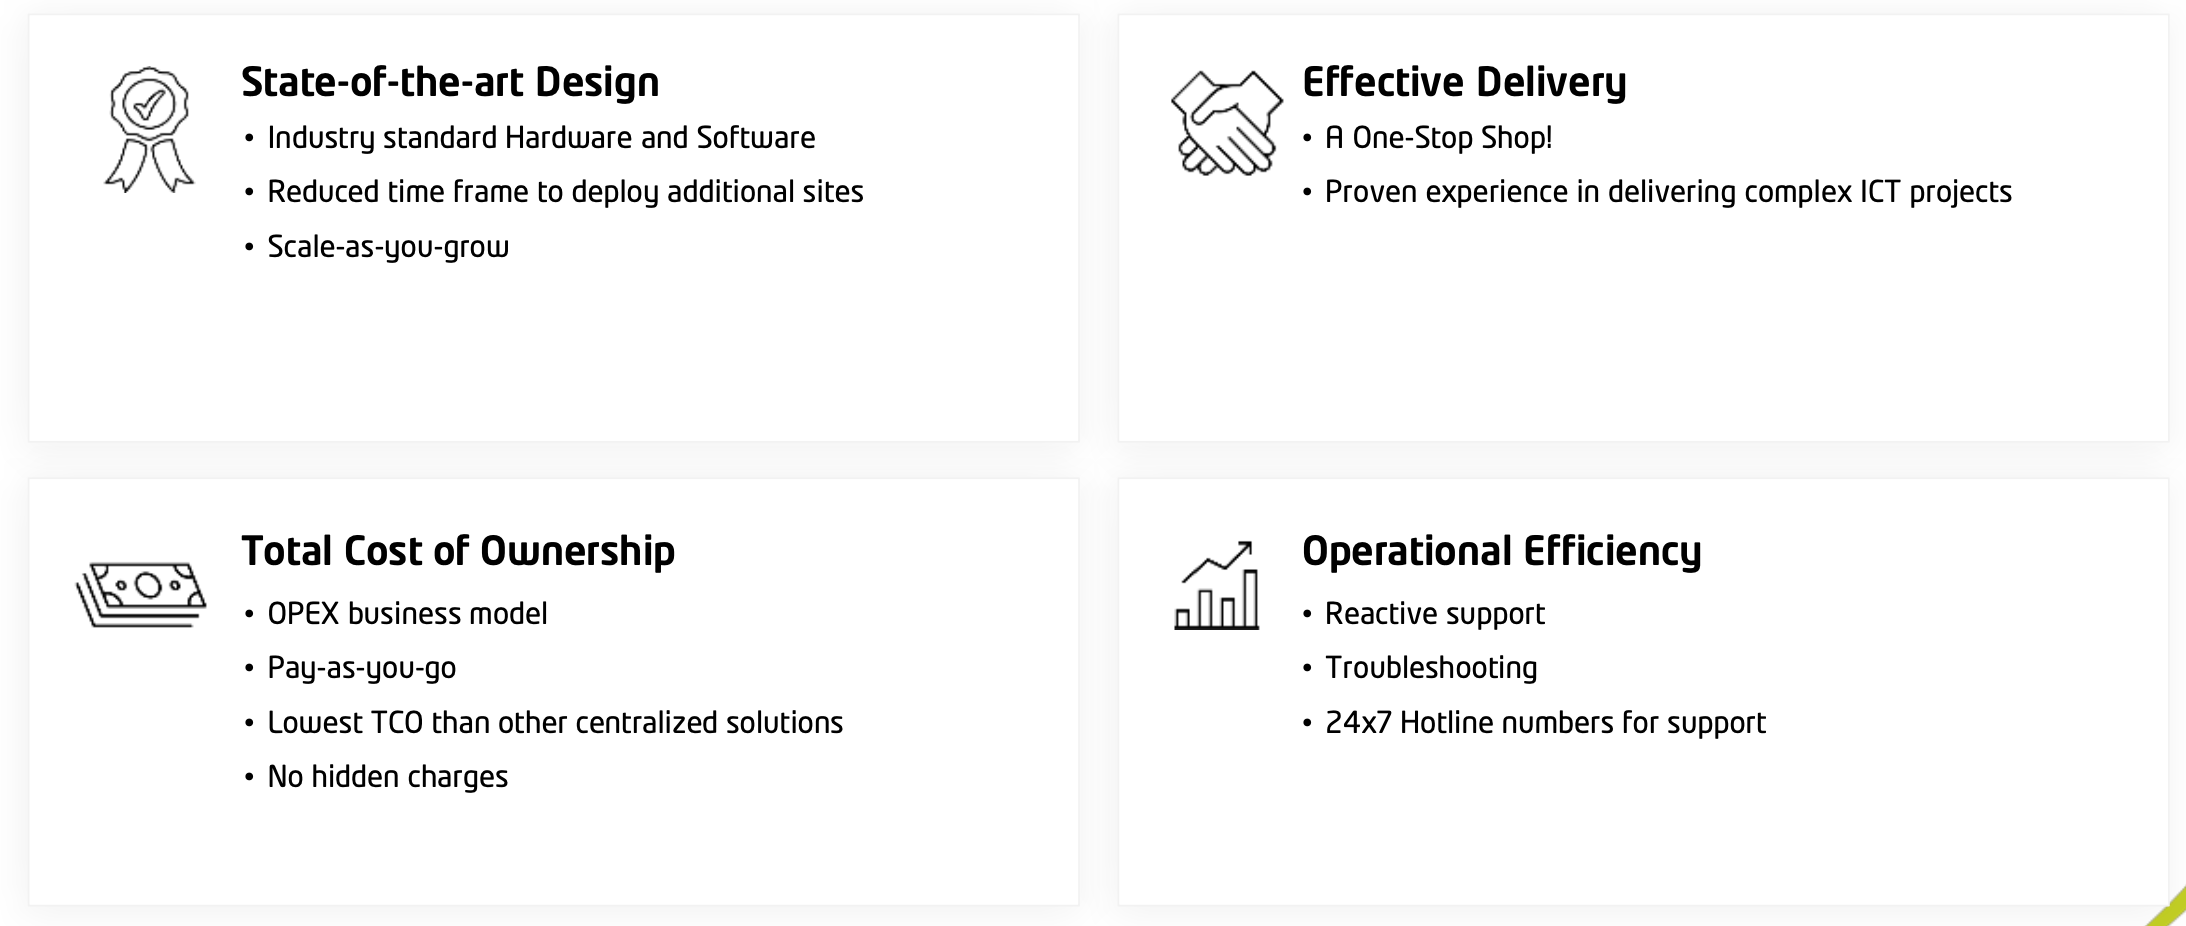 State-of-the-art Design
• Industry standard Hardware and Software
• Reduced time frame to deploy additional sites
• Scale-as-you-grow
Effective Delivery
• A One-Stop Shop!
• Proven experience in delivering complex ICT projects
Total Cost of Ownership
• OPEX business model
• Pay-as-you-go
• Lowest TCO than other centralized solutions
• No hidden charges
Operational Efficiency
• Reactive support
• Troubleshooting
• 24x7 Hotline numbers for support